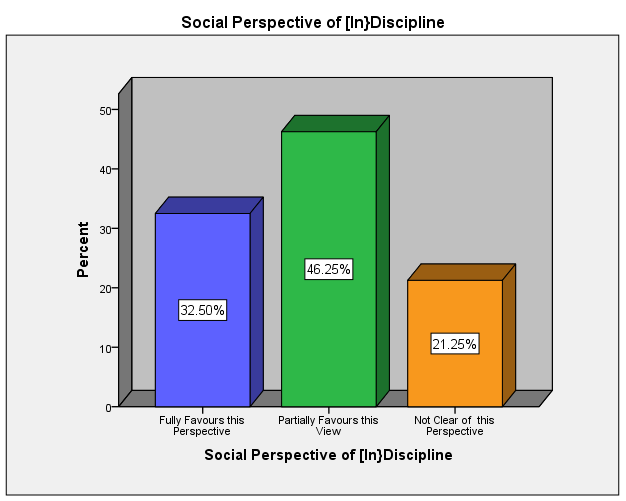 Social Perspective of [In}Discipline
50
40
30
20
10
0
Percent
32.50%
46.25%
21.25%
Fully Favours this
Perspective
Partially Favours this
View
Not Clear of this
Perspective
Social Perspective of [In}Discipline